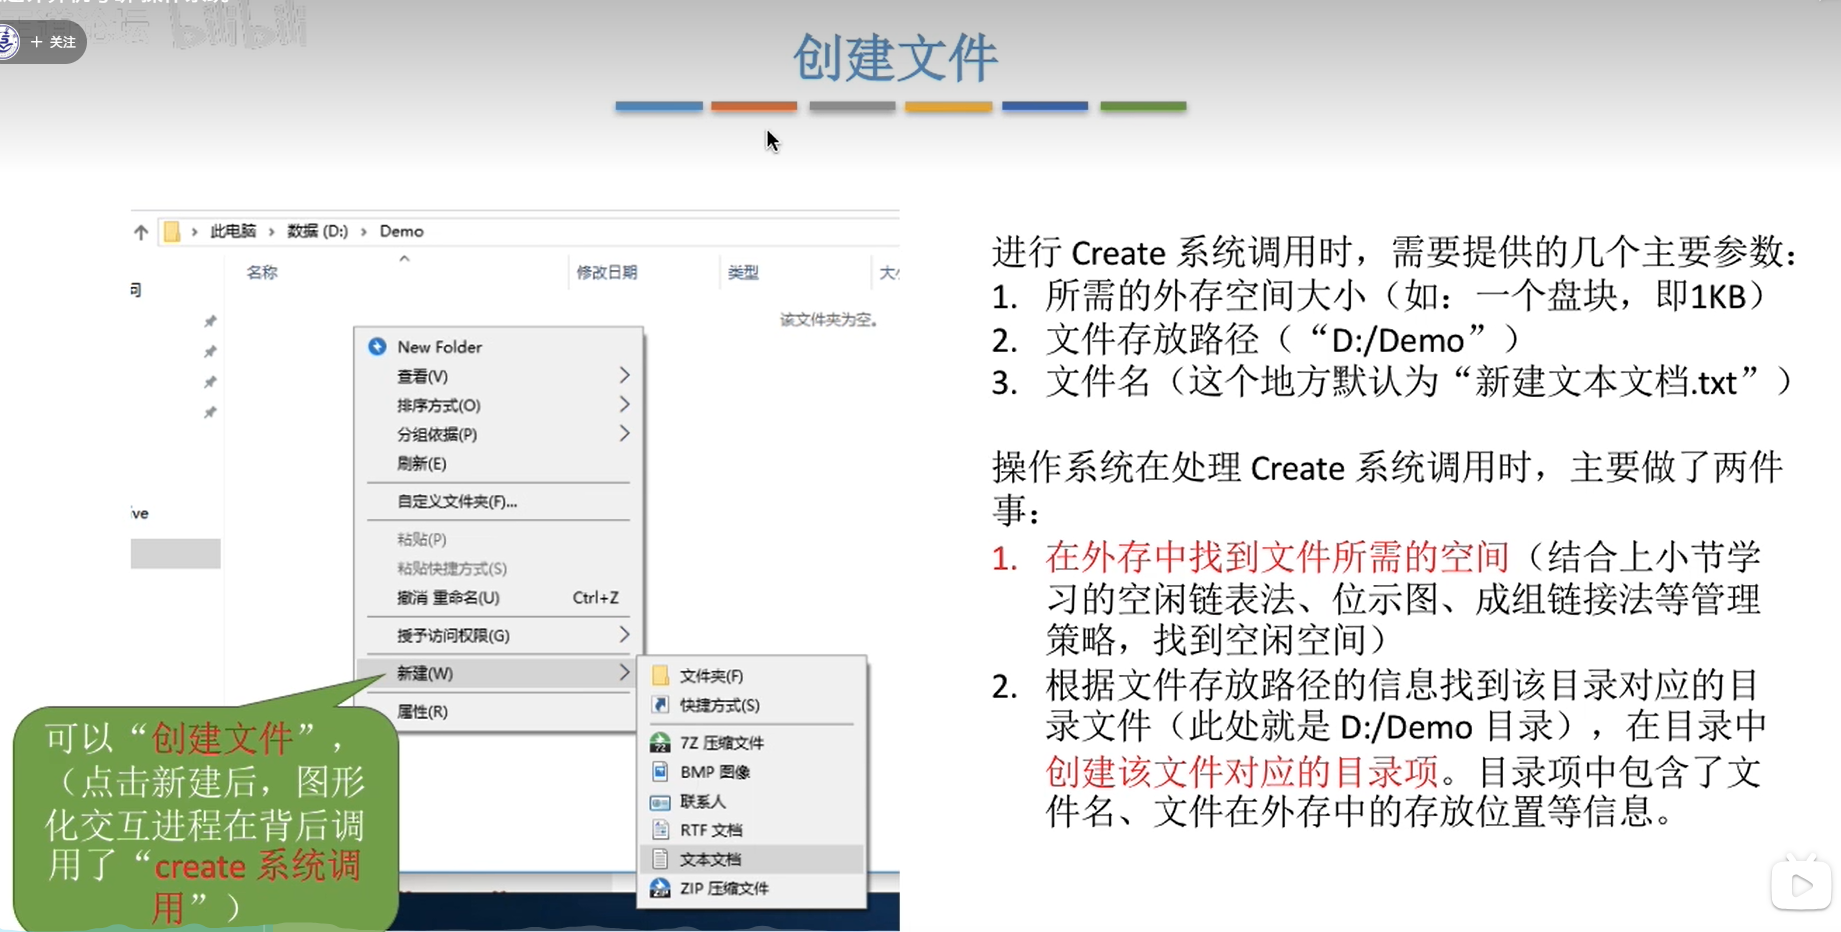 bilibili
+ 关注
创建文件
此电脑 › 数据 (D:) › Demo
名称 修改日期 类型
该文件夹为空。
New Folder
查看(V)
排序方式(O)
分组依据(P)
刷新(E)
自定义文件夹(F)...
粘贴(P)
粘贴快捷方式(S)
撤消 重命名(U) Ctrl+Z
授予访问权限(G)
新建(W)
属性(R)
文件夹(F)
快捷方式(S)
7Z 压缩文件
BMP 图像
联系人
RTF 文档
文本文档
ZIP 压缩文件
可以“创建文件”，
（点击新建后，图形
化交互进程在背后调
用了“create 系统调
用”）
进行 Create 系统调用时，需要提供的几个主要参数：
1. 所需的外存空间大小（如：一个盘块，即1KB）
2. 文件存放路径（“D:/Demo”）
3. 文件名（这个地方默认为“新建文本文档.txt”）
操作系统在处理 Create 系统调用时，主要做了两件
事：
1. 在外存中找到文件所需的空间（结合上小节学
习的空闲链表法、位示图、成组链接法等管理
策略，找到空闲空间）
2. 根据文件存放路径的信息找到该目录对应的目
录文件（此处就是 D:/Demo 目录），在目录中
创建该文件对应的目录项。目录项中包含了文
件名、文件在外存中的存放位置等信息。